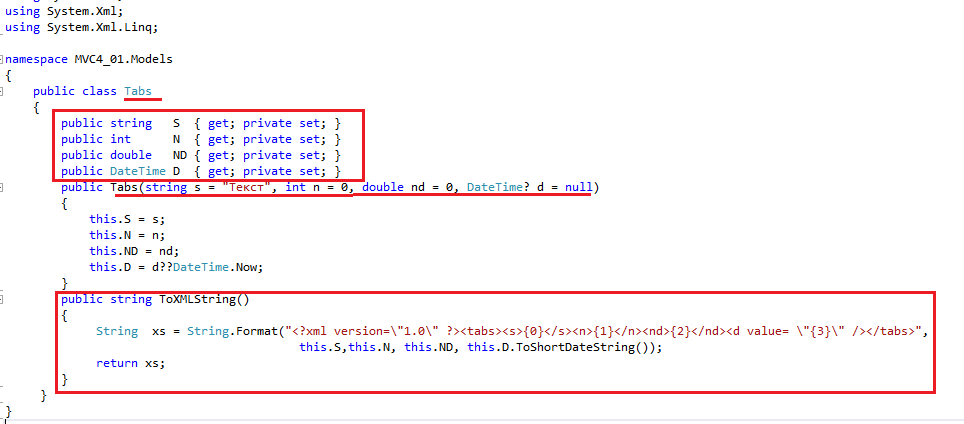 using System.Xml;
using System.Xml.Linq;
namespace MVC4_01.Models
{
public class Tabs
{
public string S { get; private set; }
public int N { get; private set; }
public double ND { get; private set; }
public DateTime D { get; private set; }
public Tabs(string s = "Текст", int n = 0, double nd = 0, DateTime? d = null)
{
this.S = s;
this.N = n;
this.ND = nd;
this.D = d??DateTime.Now;
}
public string ToXMLString()
{
String xs = String.Format("<?xml version=\"1.0\" ?><tabs><s>{0}</s><n>{1}</n><nd>{2}</nd><d value= \"{3}\" /></tabs>",
this.S,this.N, this.ND, this.D.ToShortDateString());
return xs;
}
}
}